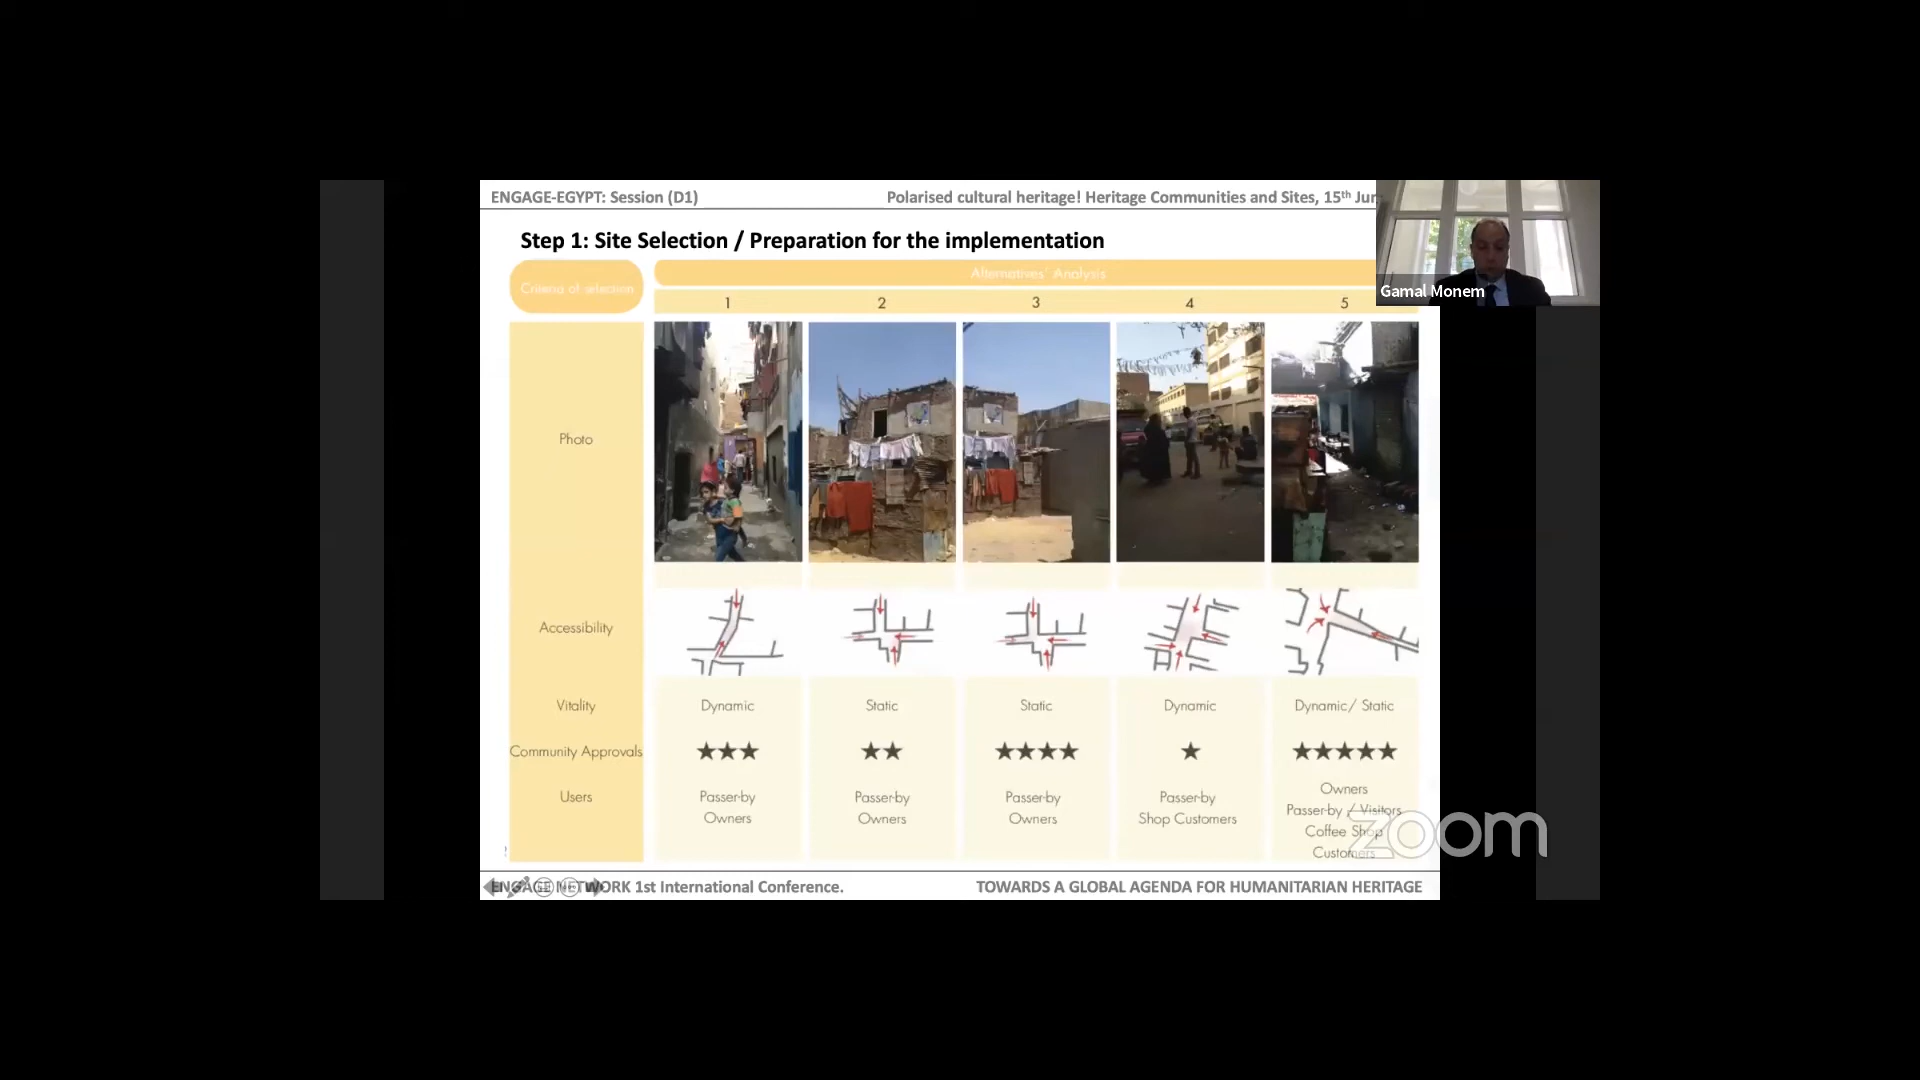 ENGAGE-EGYPT: Session (D1)
Polarised cultural heritage! Heritage Communities and Sites, 15th
Gamal Monem
Step 1: Site Selection / Preparation for the implementation
Criteria of selection
Alternatives' Analysis
1 2 3 4 5
Photo
Accessibility
Vitality Dynamic Static Static Dynamic Dynamic/ Static
Community Approvals ★★★ ★★ ★★★★ ★ ★★★★★
Users
Passer-by
Owners
Passer-by
Owners
Passer-by
Owners
Passer-by
Shop Customers
Owners
Passer-by / Visitors
Coffee Shop
Customers
zoom
ENGAGE NETWORK 1st International Conference.
TOWARDS A GLOBAL AGENDA FOR HUMANITARIAN HERITAGE